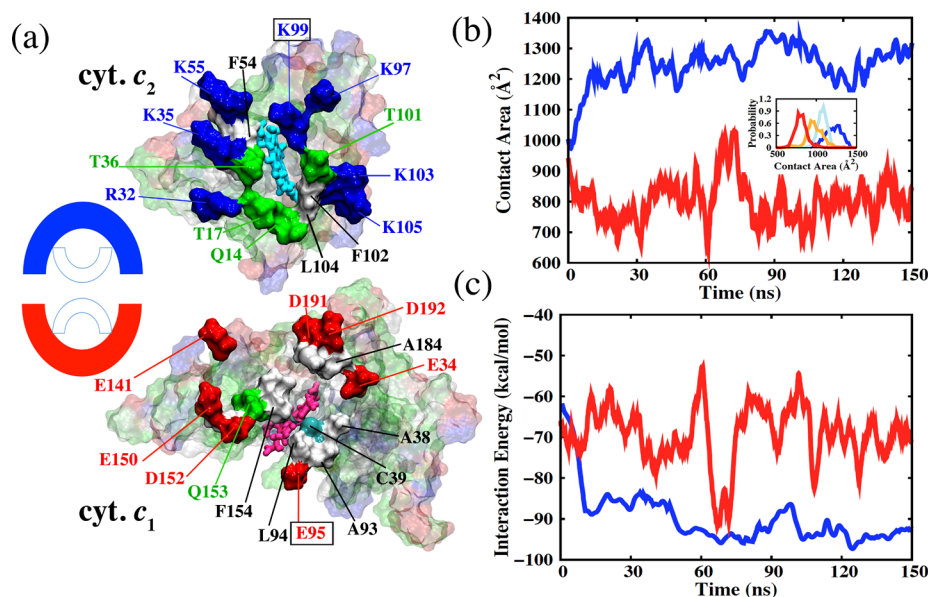 (a)
cyt. c2
K99
F54
K55
K97
K35
T101
T36
K103
R32
T17
K105
Q14
F102
L104
D191
D192
A184
E141
E34
E150
A38
D152
Q153
C39
F154
cyt. c1
L94
E95
A93
(b)
1400
1300
1200
1100
1000
900
800
700
600
Contact Area (Å2)
0 30 60 90 120 150
Time (ns)
1.2
0.9
0.6
0.3
0
Probability
500 1000 1500
Contact Area (Å2)
(c)
−40
−50
−60
−70
−80
−90
−100
Interaction Energy (kcal/mol)
0 30 60 90 120 150
Time (ns)